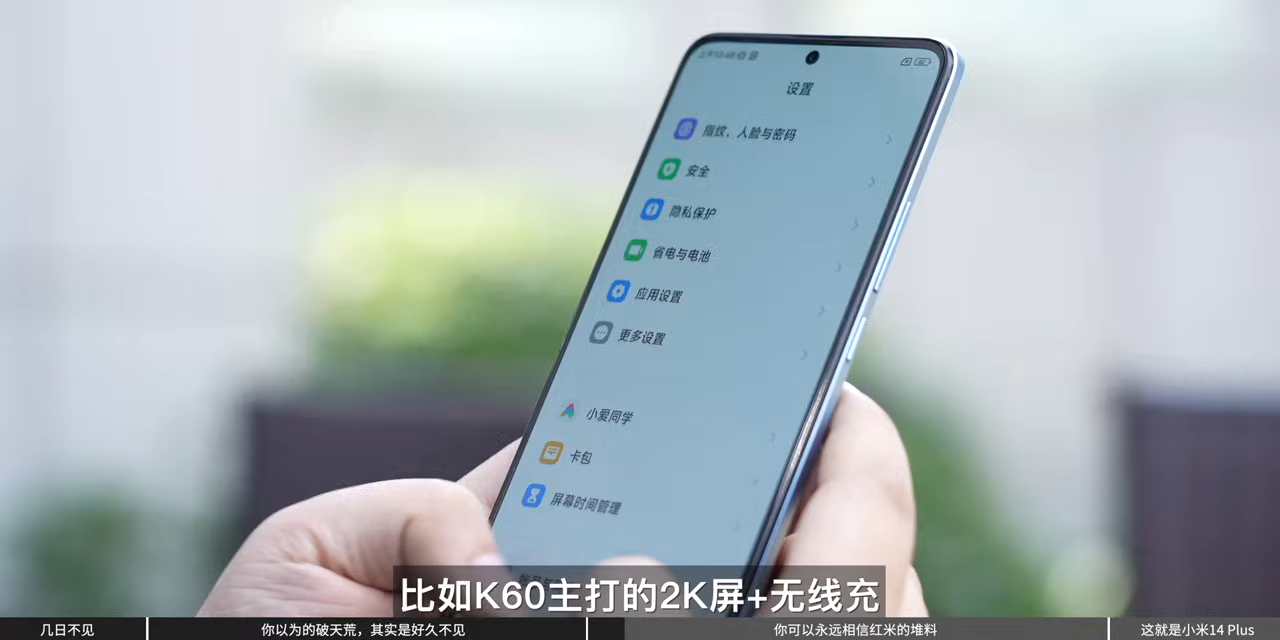 设置
指纹、人脸与密码
安全
隐私保护
省电与电池
应用设置
更多设置
小爱同学
卡包
屏幕时间管理
比如K60主打的2K屏+无线充
几日不见
你以为的破天荒，其实是好久不见
你可以永远相信红米的堆料
这就是小米14 Plus